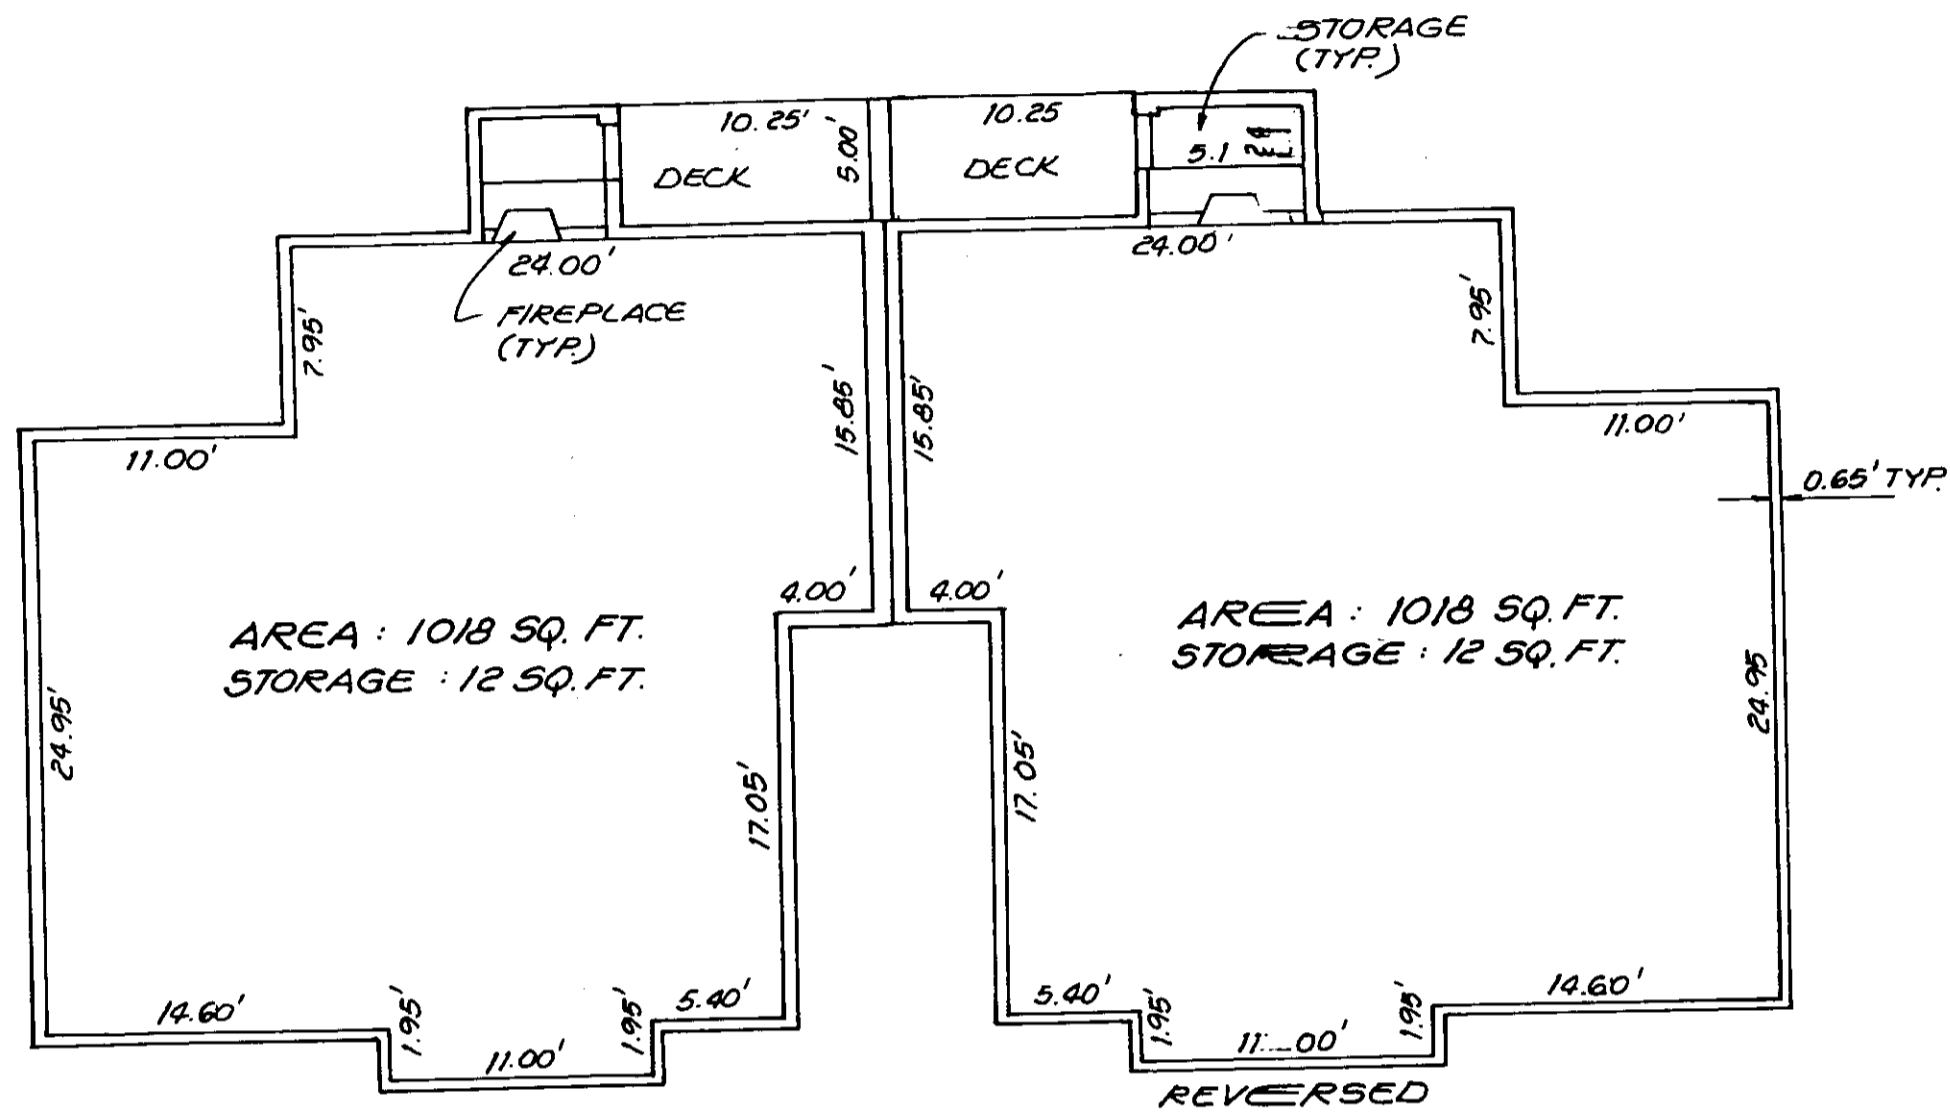 STORAGE
(TYP.)
10.25'
5.00'
DECK
10.25
DECK
5.1
24.00'
24.00'
FIREPLACE
(TYP.)
7.95'
7.95'
15.85'
15.85'
11.00'
11.00'
0.65' TYP.
4.00'
4.00'
AREA : 1018 SQ. FT.
STORAGE : 12 SQ. FT.
AREA : 1018 SQ. FT.
STORAGE : 12 SQ. FT.
24.95'
24.95
17.05'
17.05'
14.60'
1.95'
11.00'
1.95'
5.40'
5.40'
1.95'
11.00'
1.95'
14.60'
REVERSED